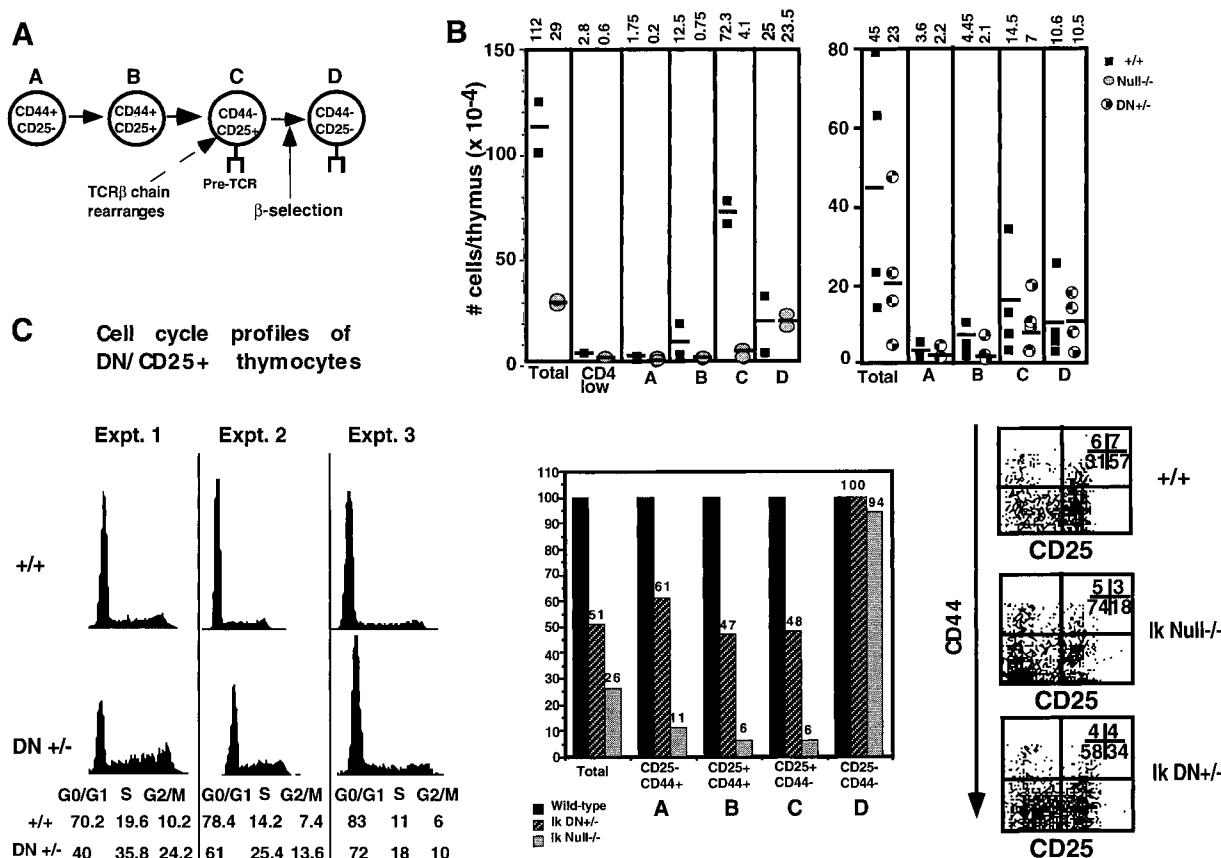 A
A B C D
CD44+ CD25-
CD44+ CD25+
CD44- CD25+
CD44- CD25-
TCRβ chain rearranges
Pre-TCR
β-selection
B
# cells/thymus (x 10-4)
112 29 2.8 0.6 1.75 0.2 12.5 0.75 72.3 4.1 25 23.5
150
100
50
0
Total CD4 low A B C D
45 23 3.6 2.2 4.45 2.1 14.5 7 10.6 10.5
80
60
40
20
0
Total A B C D
+/+
Null-/-
DN+/-
C
Cell cycle profiles of
DN/CD25+ thymocytes
Expt. 1 Expt. 2 Expt. 3
+/+
DN +/-
G0/G1 S G2/M G0/G1 S G2/M G0/G1 S G2/M
+/+ 70.2 19.6 10.2 78.4 14.2 7.4 83 11 6
DN +/- 40 35.8 24.2 61 25.4 13.6 72 18 10
110
100
90
80
70
60
50
40
30
20
10
0
51 26 61 11 47 6 48 6 100 94
Total
CD25- CD44+
CD25+ CD44+
CD25+ CD44-
CD25- CD44-
A B C D
Wild-type
Ik DN+/-
Ik Null-/-
CD44
6 7
31 57
+/+
CD25
5 3
74 18
Ik Null-/-
CD25
4 4
58 34
Ik DN+/-
CD25